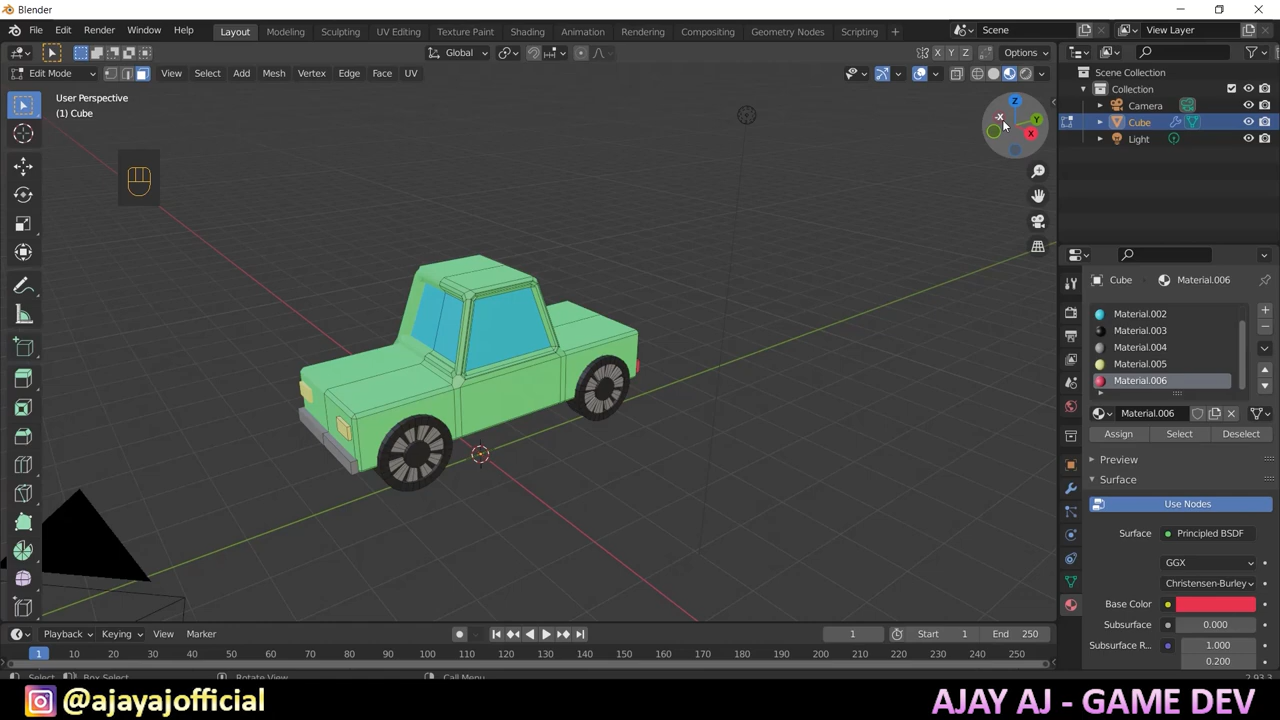 Blender
File Edit Render Window Help Layout Modeling Sculpting UV Editing Texture Paint Shading Animation Rendering Compositing Geometry Nodes Scripting + Scene View Layer
Global X Y Z Options
Edit Mode View Select Add Mesh Vertex Edge Face UV
User Perspective
(1) Cube
Z
-X
Y
X
Scene Collection
Collection
Camera
Cube
Light
Cube Material.006
Material.002
Material.003
Material.004
Material.005
Material.006
Material.006
Assign Select Deselect
Preview
Surface
Use Nodes
Surface Principled BSDF
GGX
Christensen-Burley
Base Color
Subsurface 0.000
Subsurface R... 1.000
0.200
Playback Keying View Marker 1 Start 1 End 250
1 10 20 30 40 50 60 70 80 90 100 110 120 130 140 150 160 170 180 190 200 210 220 230 240 250
Select Box Select Rotate View Call Menu 2.93.3
@ajayajofficial AJAY AJ - GAME DEV